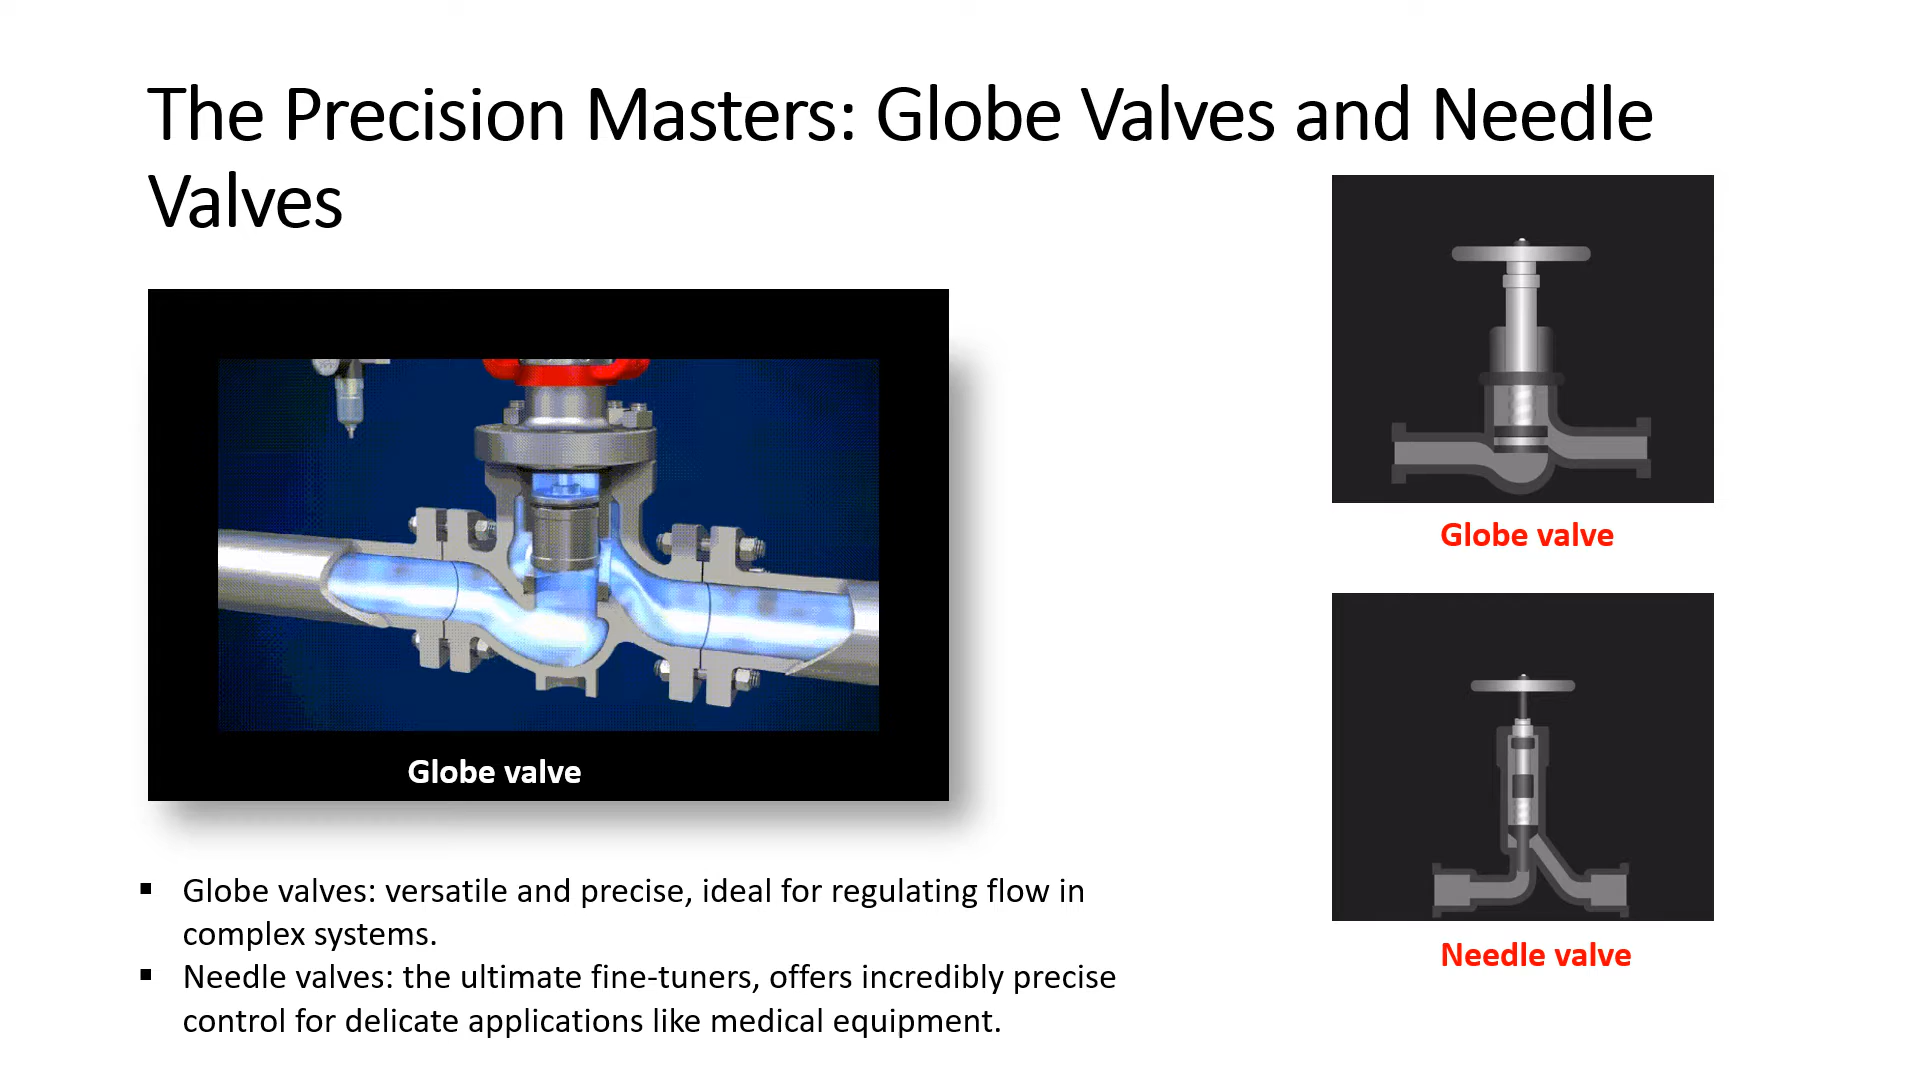 The Precision Masters: Globe Valves and Needle
Valves
Globe valve
Globe valve
Needle valve
▪ Globe valves: versatile and precise, ideal for regulating flow in
complex systems.
▪ Needle valves: the ultimate fine-tuners, offers incredibly precise
control for delicate applications like medical equipment.